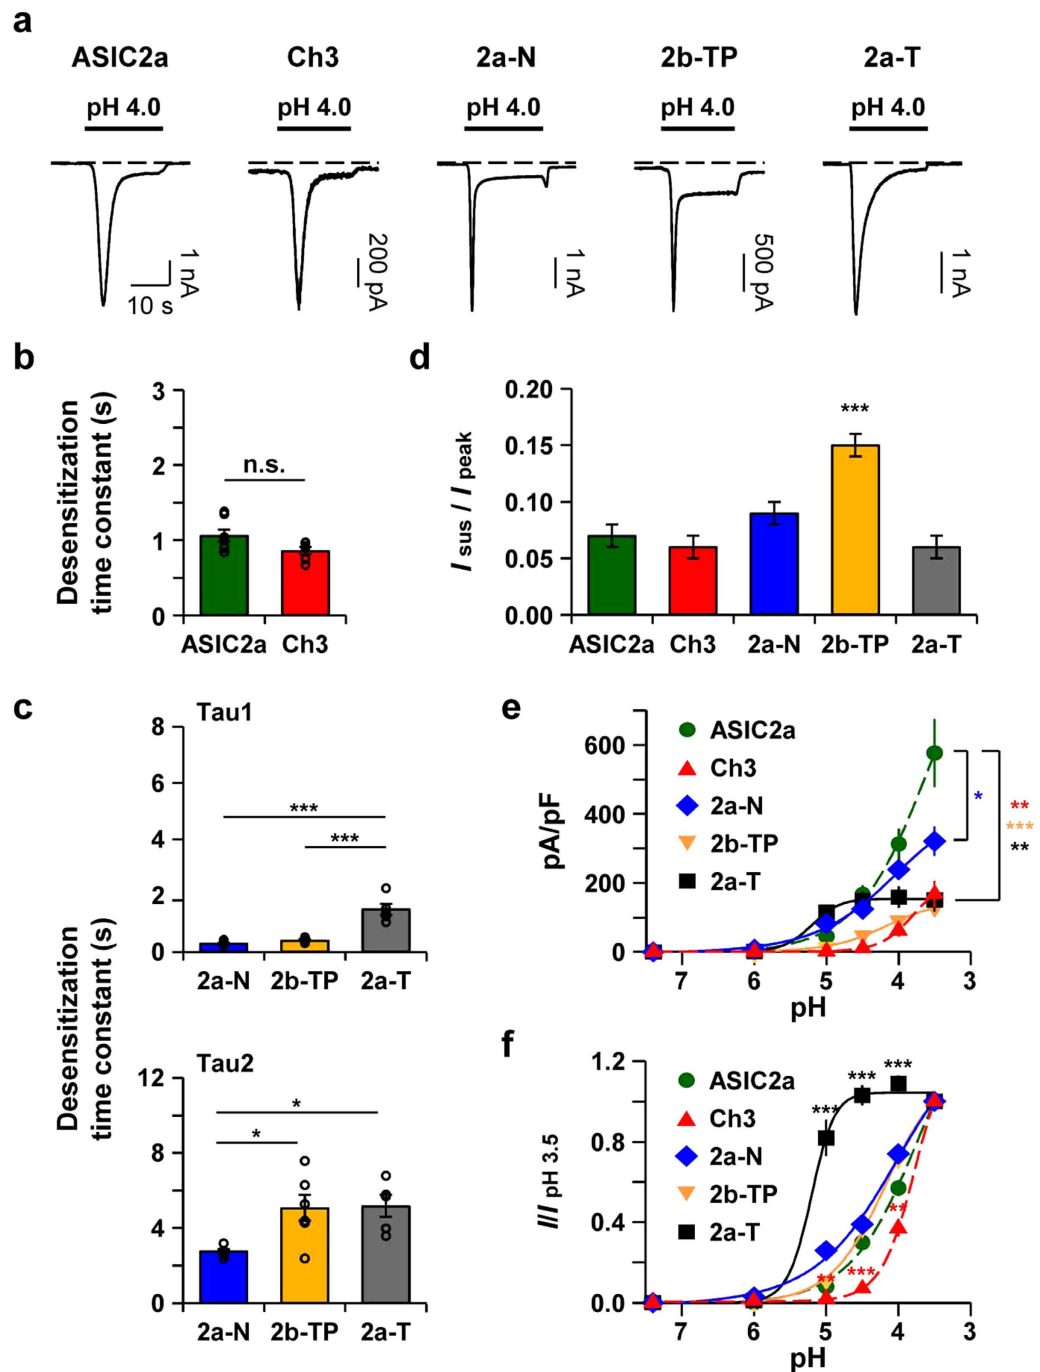 a
ASIC2a Ch3 2a-N 2b-TP 2a-T
pH 4.0 pH 4.0 pH 4.0 pH 4.0 pH 4.0
1 nA
10 s
200 pA
1 nA
500 pA
1 nA
b
Desensitization
time constant (s)
3
2
1
0
n.s.
ASIC2a Ch3
d
I sus / I peak
0.20
0.15
0.10
0.05
0.00
***
ASIC2a Ch3 2a-N 2b-TP 2a-T
c
Desensitization
time constant (s)
Tau1
8
6
4
2
0
***
***
2a-N 2b-TP 2a-T
Tau2
12
8
4
0
*
*
2a-N 2b-TP 2a-T
e
pA/pF
600
400
200
0
ASIC2a
Ch3
2a-N
2b-TP
2a-T
*
**
***
**
7 6 5 4 3
pH
f
I/I pH 3.5
1.2
0.8
0.4
0.0
ASIC2a
Ch3
2a-N
2b-TP
2a-T
***
***
***
**
***
**
7 6 5 4 3
pH